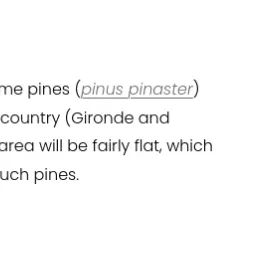 me pines (pinus pinaster)
country (Gironde and
area will be fairly flat, which
uch pines.